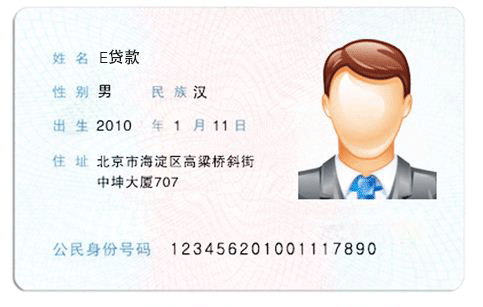 姓名 E贷款
性别 男 民族 汉
出生 2010 年 1 月 11 日
住址 北京市海淀区高梁桥斜街
中坤大厦707
公民身份号码 123456201001117890